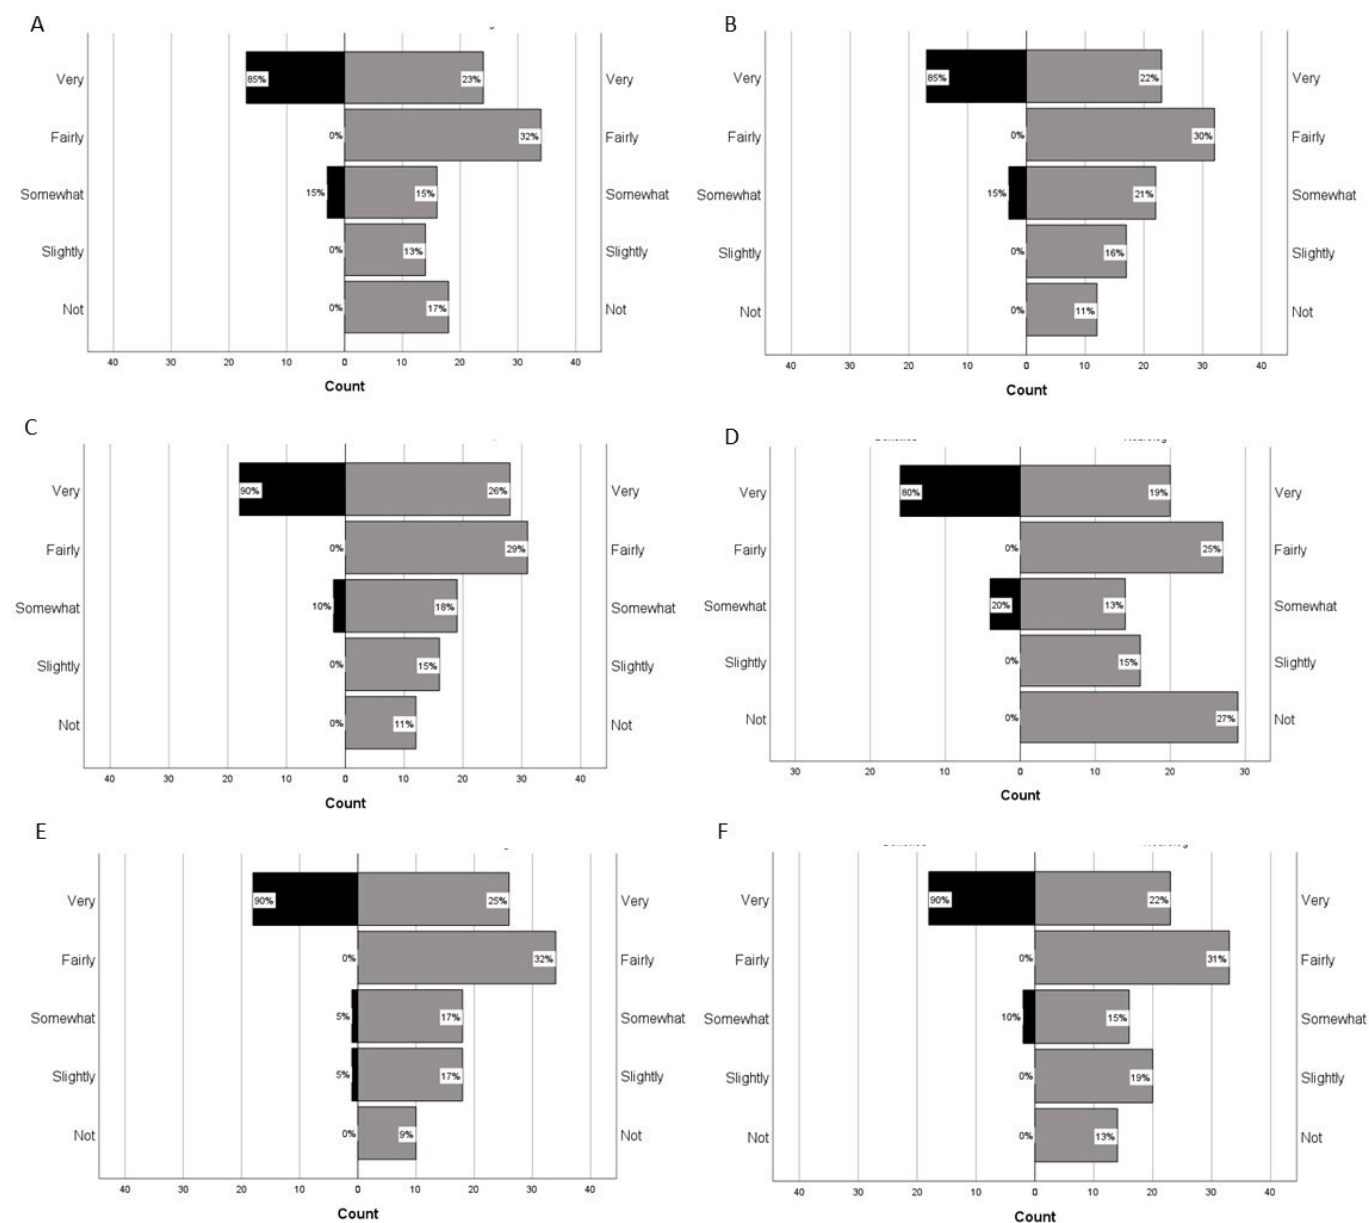 A
Very 85% 23% Very
Fairly 0% 32% Fairly
Somewhat 15% 15% Somewhat
Slightly 0% 13% Slightly
Not 0% 17% Not
40 30 20 10 0 10 20 30 40
Count
B
Very 85% 22% Very
Fairly 0% 30% Fairly
Somewhat 15% 21% Somewhat
Slightly 0% 16% Slightly
Not 0% 11% Not
40 30 20 10 0 10 20 30 40
Count
C
Very 90% 26% Very
Fairly 0% 29% Fairly
Somewhat 10% 18% Somewhat
Slightly 0% 15% Slightly
Not 0% 11% Not
40 30 20 10 0 10 20 30 40
Count
D
Very 80% 19% Very
Fairly 0% 25% Fairly
Somewhat 20% 13% Somewhat
Slightly 0% 15% Slightly
Not 0% 27% Not
30 20 10 0 10 20 30
Count
E
Very 90% 25% Very
Fairly 0% 32% Fairly
Somewhat 5% 17% Somewhat
Slightly 5% 17% Slightly
Not 0% 9% Not
40 30 20 10 0 10 20 30 40
Count
F
Very 90% 22% Very
Fairly 0% 31% Fairly
Somewhat 10% 15% Somewhat
Slightly 0% 19% Slightly
Not 0% 13% Not
40 30 20 10 0 10 20 30 40
Count